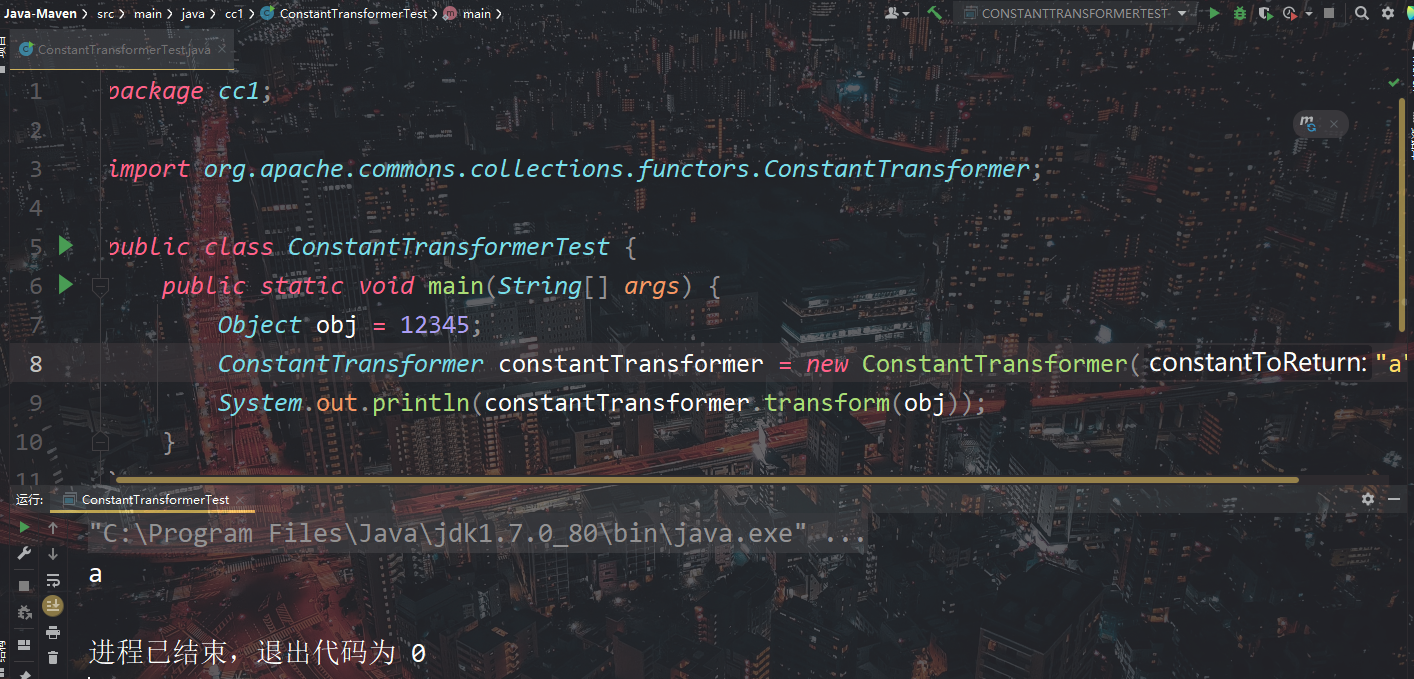 Java-Maven src main java cc1 ConstantTransformerTest main
CONSTANTTRANSFORMERTEST
ConstantTransformerTest.java
1 package cc1;
2
3 import org.apache.commons.collections.functors.ConstantTransformer;
4
5 public class ConstantTransformerTest {
6 public static void main(String[] args) {
7 Object obj = 12345;
8 ConstantTransformer constantTransformer = new ConstantTransformer( constantToReturn: "a"
9 System.out.println(constantTransformer.transform(obj));
10 }
11
运行: ConstantTransformerTest
"C:\Program Files\Java\jdk1.7.0_80\bin\java.exe" ...
a
进程已结束，退出代码为 0